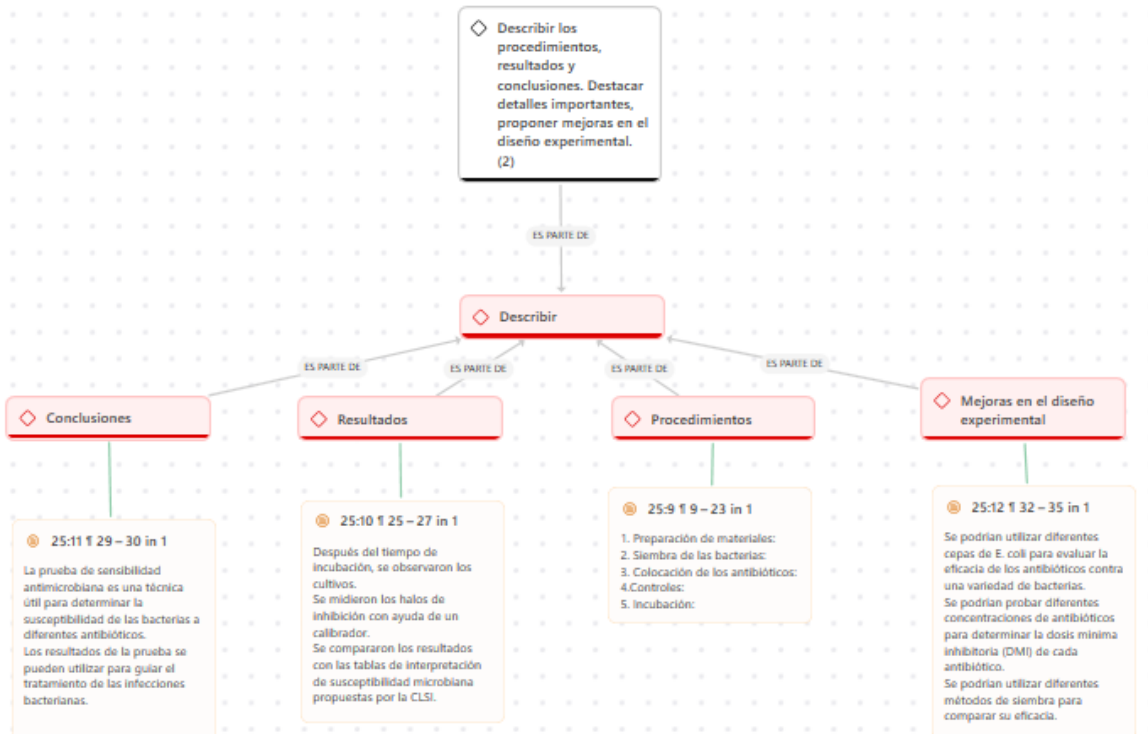 Describir los
procedimientos,
resultados y
conclusiones. Destacar
detalles importantes,
proponer mejoras en el
diseño experimental.
(2)
ES PARTE DE
Describir
ES PARTE DE
ES PARTE DE
ES PARTE DE
ES PARTE DE
Conclusiones
Resultados
Procedimientos
Mejoras en el diseño
experimental
25:11 ¶ 29 – 30 in 1
La prueba de sensibilidad
antimicrobiana es una técnica
útil para determinar la
susceptibilidad de las bacterias a
diferentes antibióticos.
Los resultados de la prueba se
pueden utilizar para guiar el
tratamiento de las infecciones
bacterianas.
25:10 ¶ 25 – 27 in 1
Después del tiempo de
incubación, se observaron los
cultivos.
Se midieron los halos de
inhibición con ayuda de un
calibrador.
Se compararon los resultados
con las tablas de interpretación
de susceptibilidad microbiana
propuestas por la CLSI.
25:9 ¶ 9 – 23 in 1
1. Preparación de materiales:
2. Siembra de las bacterias:
3. Colocación de los antibióticos:
4.Controles:
5. Incubación:
25:12 ¶ 32 – 35 in 1
Se podrían utilizar diferentes
cepas de E. coli para evaluar la
eficacia de los antibióticos contra
una variedad de bacterias.
Se podrían probar diferentes
concentraciones de antibióticos
para determinar la dosis mínima
inhibitoria (DMI) de cada
antibiótico.
Se podrían utilizar diferentes
métodos de siembra para
comparar su eficacia.